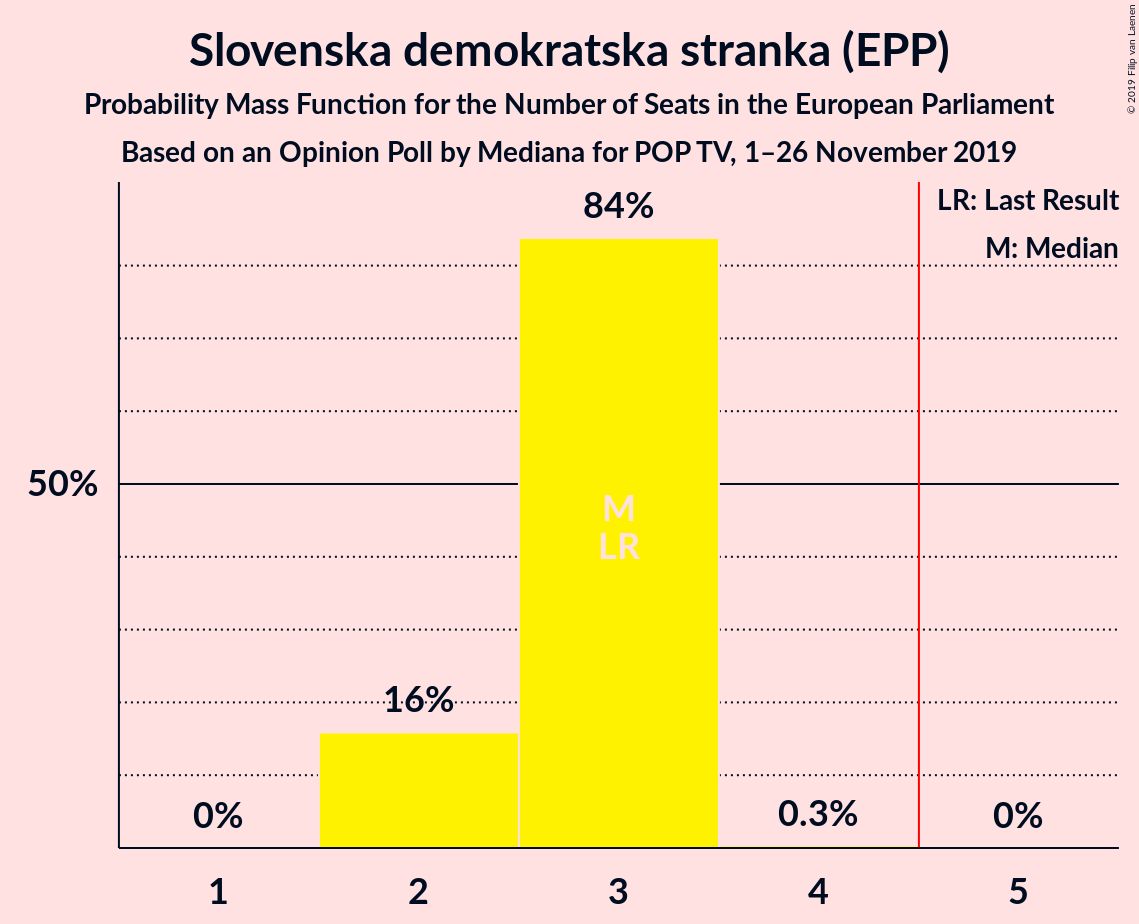 Slovenska demokratska stranka (EPP)
Probability Mass Function for the Number of Seats in the European Parliament
Based on an Opinion Poll by Mediana for POP TV, 1–26 November 2019
© 2019 Filip van Laenen
LR: Last Result
M: Median
84%
50%
M
LR
16%
0%
0.3%
0%
1 2 3 4 5